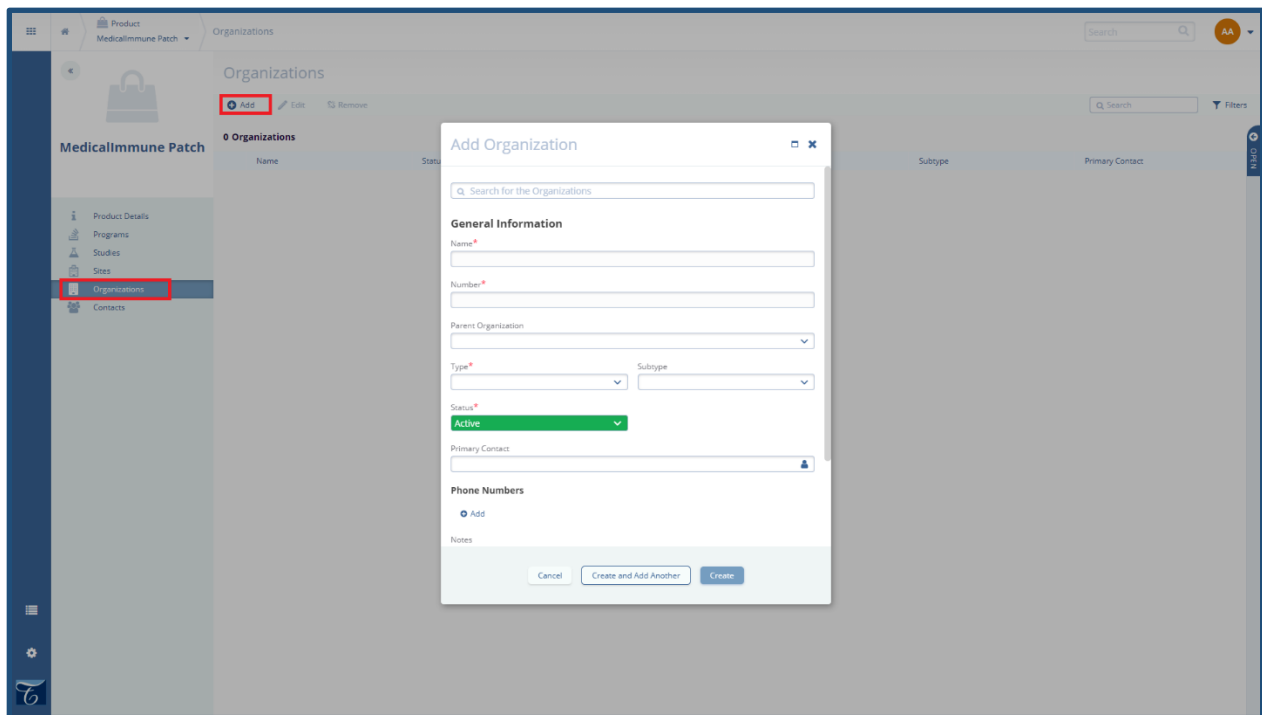 Product
MedicalImmune Patch
Organizations
Search
AA
Organizations
Add Edit Remove
Search
Filters
MedicalImmune Patch
0 Organizations
Name Statu Subtype Primary Contact
OPEN
Product Details
Programs
Studies
Sites
Organizations
Contacts
Add Organization
Search for the Organizations
General Information
Name*
Number*
Parent Organization
Type* Subtype
Status*
Active
Primary Contact
Phone Numbers
Add
Notes
Cancel Create and Add Another Create